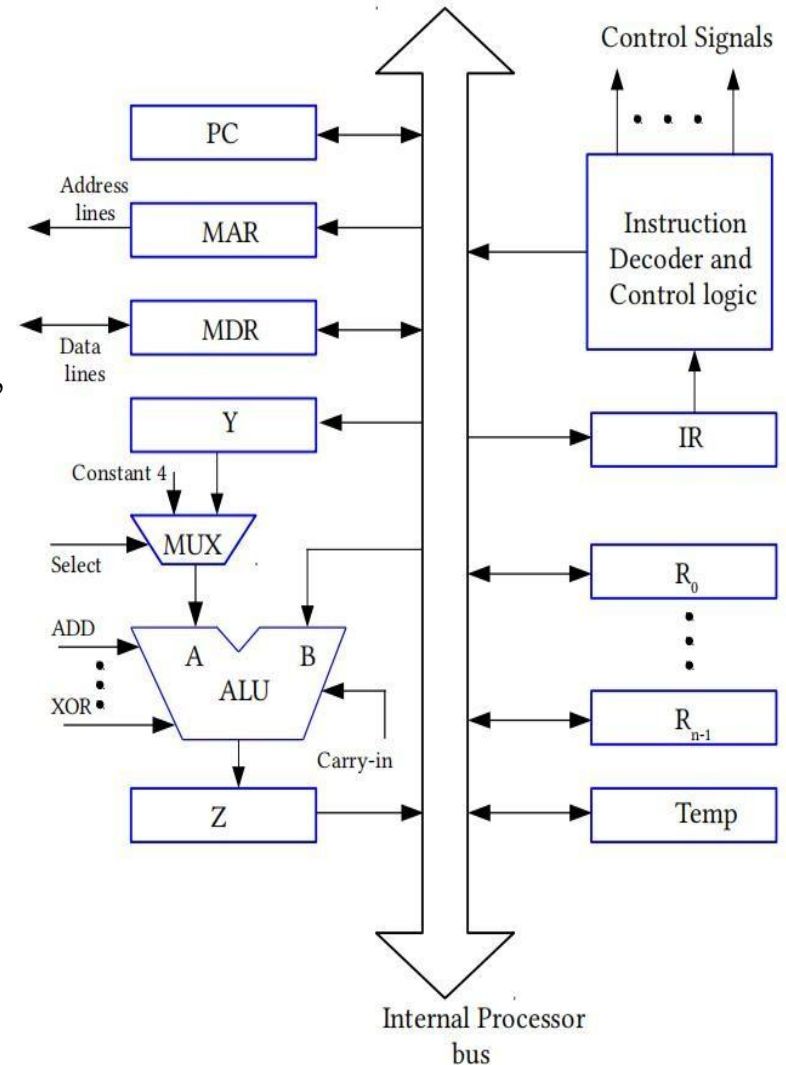 Control Signals
PC
Address
lines
MAR
Instruction
Decoder and
Control logic
MDR
Data
lines
Y
IR
Constant 4
MUX
Select
R0
ADD
A B
ALU
XOR
Rn-1
Carry-in
Z
Temp
Internal Processor
bus